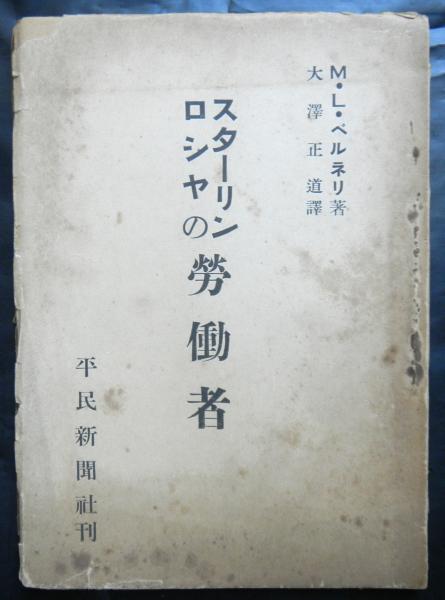 M・L・ベルネリ著
大澤正道譯
スターリン
ロシヤの
勞働者
平民新聞社刊